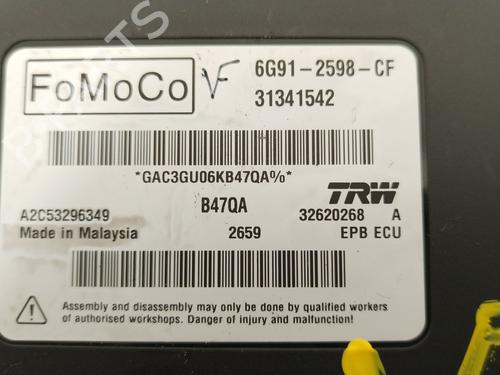 FoMoCo
VF
6G91-2598-CF
31341542
*GAC3GU06KB47QA%*
A2C53296349
B47QA
TRW
32620268 A
Made in Malaysia
2659
EPB ECU
Assembly and disassembly may only be done by qualified workers
of authorised workshops. Danger of injury and malfunction!